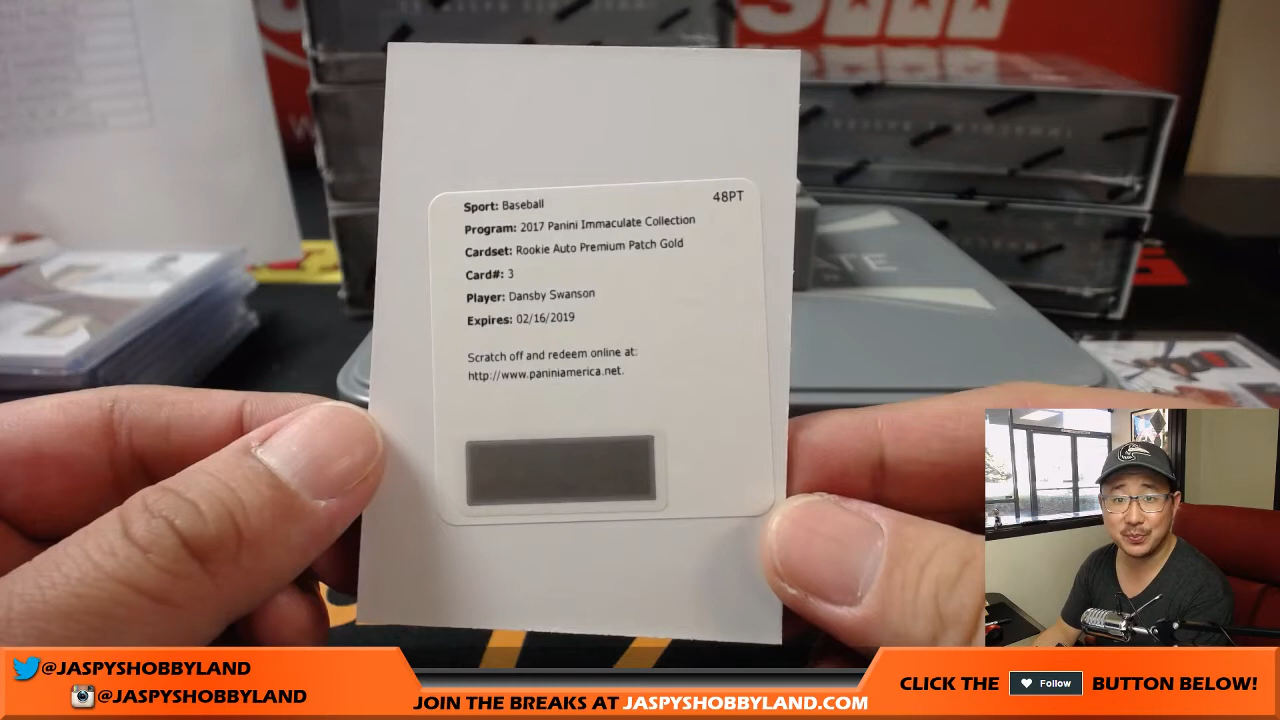 48PT
Sport: Baseball
Program: 2017 Panini Immaculate Collection
Cardset: Rookie Auto Premium Patch Gold
Card#: 3
Player: Dansby Swanson
Expires: 02/16/2019
Scratch off and redeem online at:
http://www.paniniamerica.net.
@JASPYSHOBBYLAND
@JASPYSHOBBYLAND
JOIN THE BREAKS AT JASPYSHOBBYLAND.COM
CLICK THE Follow BUTTON BELOW!